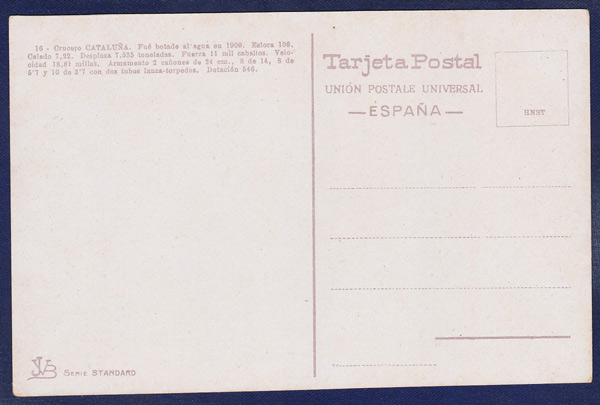 16 - Crucero CATALUÑA. Fué botado al agua en 1900. Eslora 106.
Calado 7,22. Desplaza 7.535 toneladas. Fuerza 11 mil caballos. Velo-
cidad 18,81 millas. Armamento 2 cañones de 24 cm., 8 de 14, 8 de
5'7 y 10 de 3'7 con dos tubos lanza-torpedos. Dotación 546.
Tarjeta Postal
UNIÓN POSTALE UNIVERSAL
— ESPAÑA —
HNST
JVB SERIE STANDARD